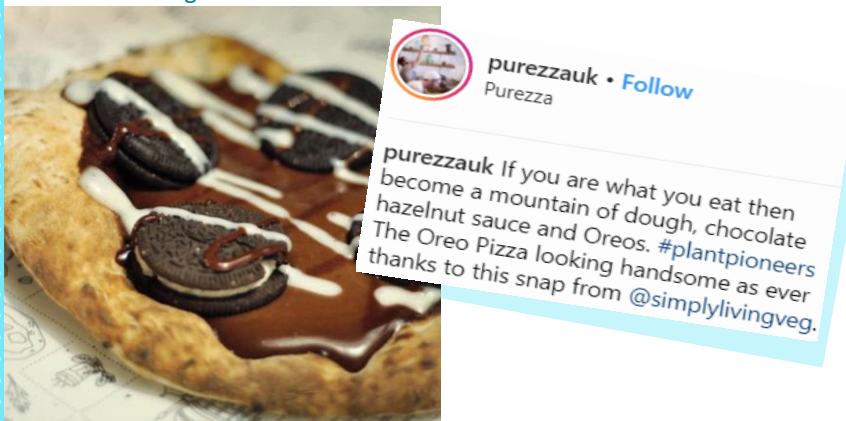 purezzauk • Follow
Purezza
purezzauk If you are what you eat then
become a mountain of dough, chocolate
hazelnut sauce and Oreos. #plantpioneers
The Oreo Pizza looking handsome as ever
thanks to this snap from @simplylivingveg.